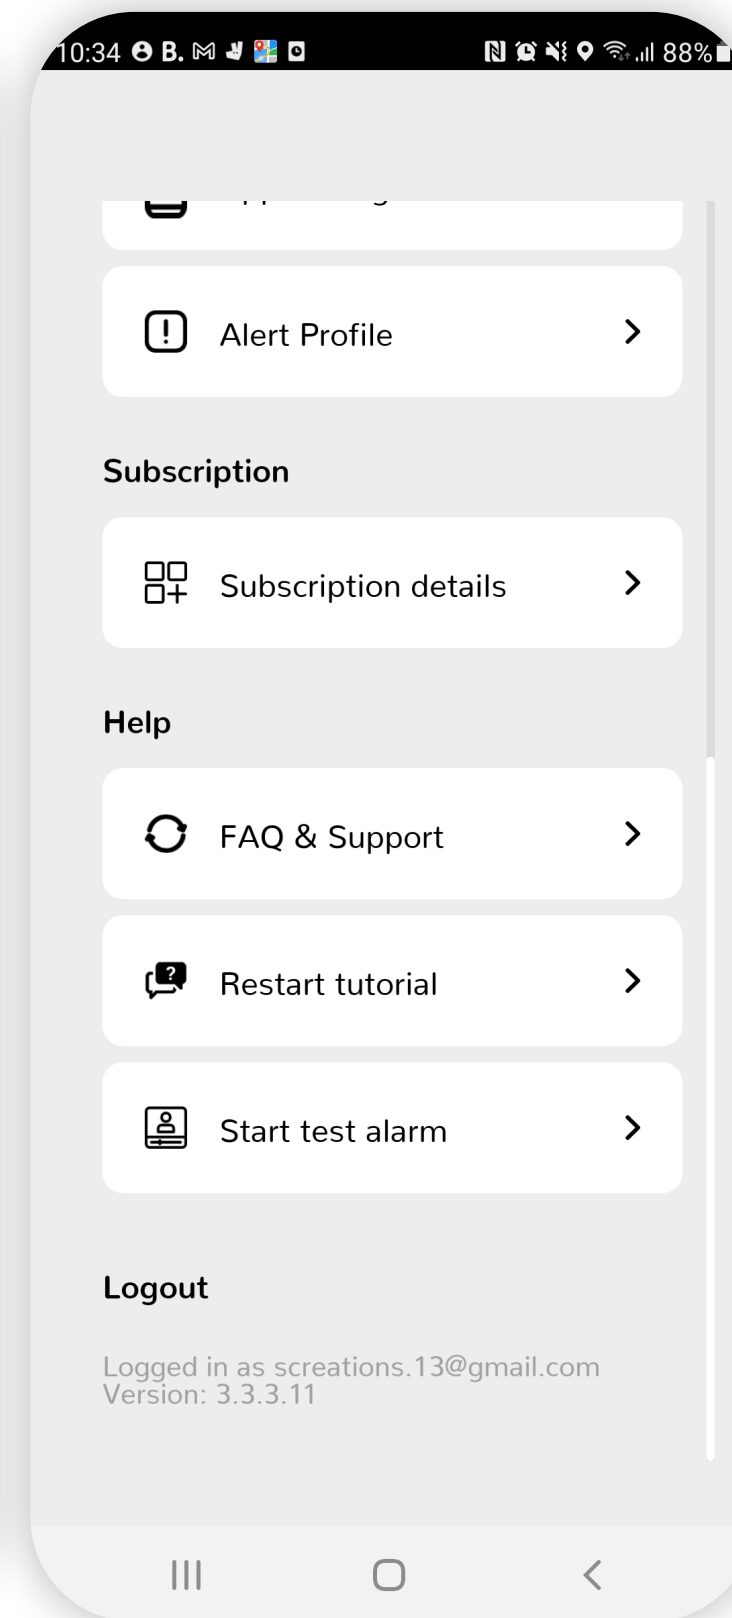 10:34 B. 88%
Alert Profile
Subscription
Subscription details
Help
FAQ & Support
Restart tutorial
Start test alarm
Logout
Logged in as screations.13@gmail.com
Version: 3.3.3.11